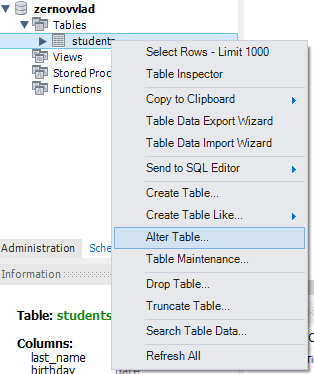 zernovvlad
Tables
students
Select Rows - Limit 1000
Views
Table Inspector
Stored Proc
Functions
Copy to Clipboard
Table Data Export Wizard
Table Data Import Wizard
Send to SQL Editor
Create Table...
Create Table Like...
Alter Table...
Table Maintenance...
Drop Table...
Truncate Table...
Search Table Data...
Refresh All
Administration Sche
Information
Table: students
Columns:
last_name
birthday date